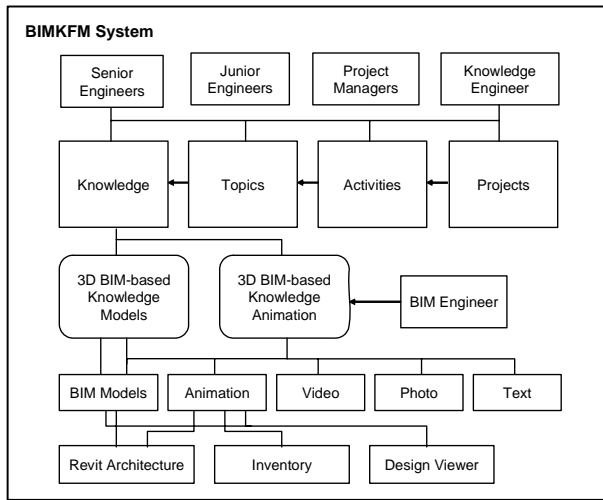 BIMKFM System
Senior
Engineers
Junior
Engineers
Project
Managers
Knowledge
Engineer
Knowledge
Topics
Activities
Projects
3D BIM-based
Knowledge
Models
3D BIM-based
Knowledge
Animation
BIM Engineer
BIM Models
Animation
Video
Photo
Text
Revit Architecture
Inventory
Design Viewer